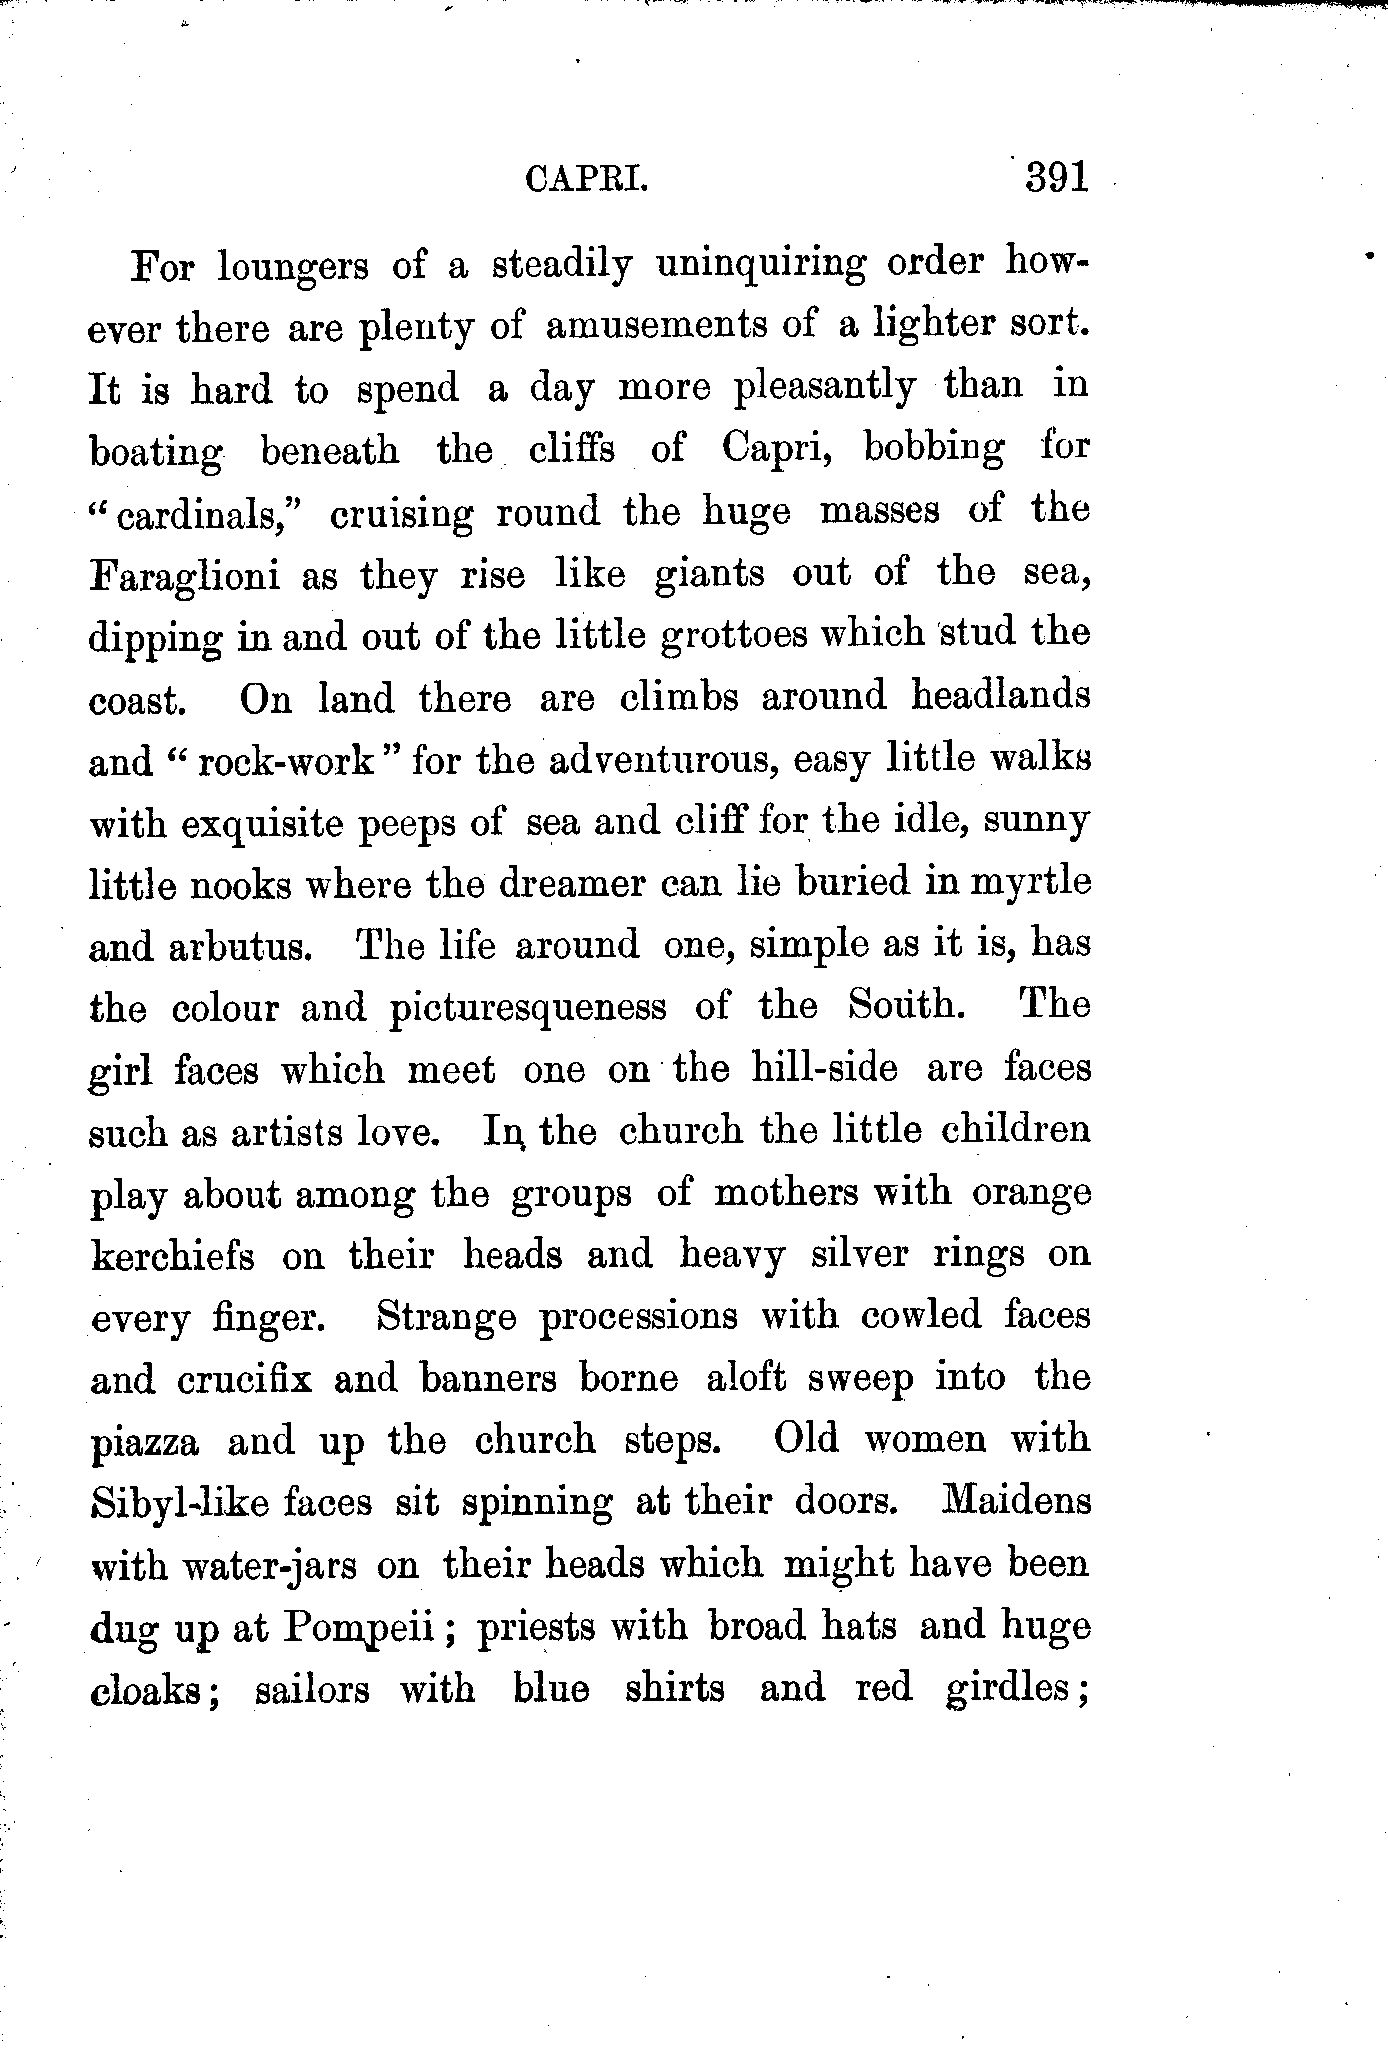 CAPRI. 391
For loungers of a steadily uninquiring order how-
ever there are plenty of amusements of a lighter sort.
It is hard to spend a day more pleasantly than in
boating beneath the cliffs of Capri, bobbing for
“cardinals,” cruising round the huge masses of the
Faraglioni as they rise like giants out of the sea,
dipping in and out of the little grottoes which stud the
coast. On land there are climbs around headlands
and “rock-work” for the adventurous, easy little walks
with exquisite peeps of sea and cliff for the idle, sunny
little nooks where the dreamer can lie buried in myrtle
and arbutus. The life around one, simple as it is, has
the colour and picturesqueness of the South. The
girl faces which meet one on the hill-side are faces
such as artists love. In the church the little children
play about among the groups of mothers with orange
kerchiefs on their heads and heavy silver rings on
every finger. Strange processions with cowled faces
and crucifix and banners borne aloft sweep into the
piazza and up the church steps. Old women with
Sibyl-like faces sit spinning at their doors. Maidens
with water-jars on their heads which might have been
dug up at Pompeii; priests with broad hats and huge
cloaks; sailors with blue shirts and red girdles;